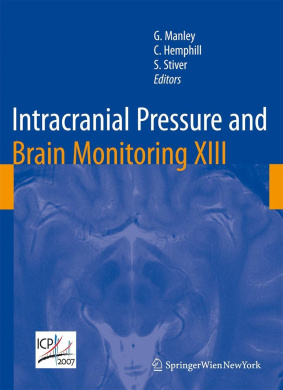 G. Manley
C. Hemphill
S. Stiver
Editors
Intracranial Pressure and
Brain Monitoring XIII
ICP
2007
SpringerWienNewYork